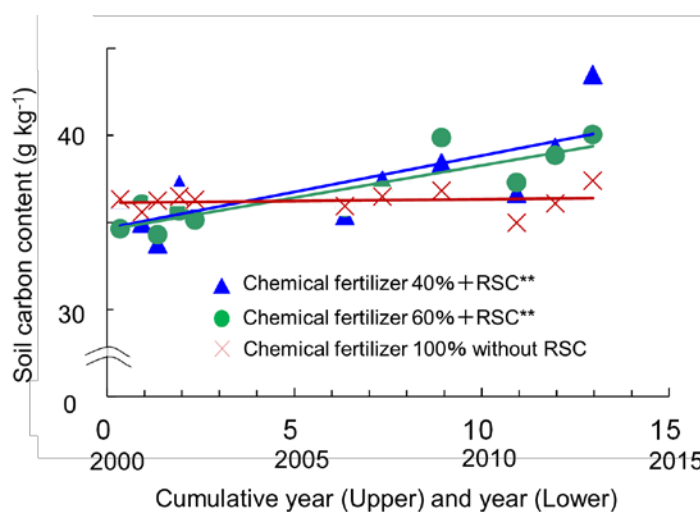 Soil carbon content (g kg-1)
40
30
0
Chemical fertilizer 40%+RSC**
Chemical fertilizer 60%+RSC**
Chemical fertilizer 100% without RSC
0 5 10 15
2000 2005 2010 2015
Cumulative year (Upper) and year (Lower)